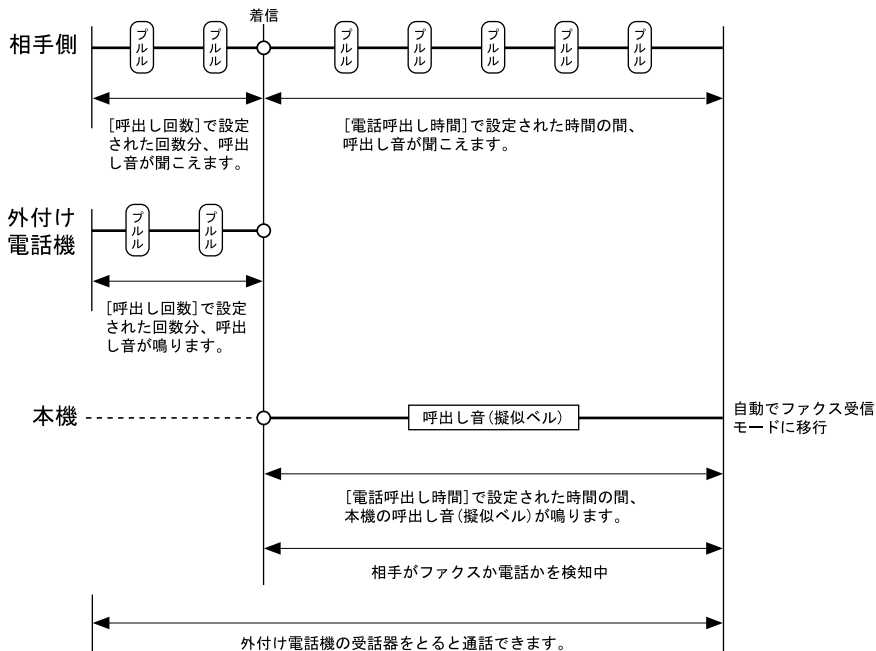 着信
相手側
プルル
プルル
プルル
プルル
プルル
プルル
プルル
[呼出し回数]で設定
された回数分、呼出
し音が聞こえます。
[電話呼出し時間]で設定された時間の間、
呼出し音が聞こえます。
外付け
電話機
プルル
プルル
[呼出し回数]で設定
された回数分、呼出
し音が鳴ります。
本機
呼出し音(擬似ベル)
自動でファクス受信
モードに移行
[電話呼出し時間]で設定された時間の間、
本機の呼出し音(擬似ベル)が鳴ります。
相手がファクスか電話かを検知中
外付け電話機の受話器をとると通話できます。